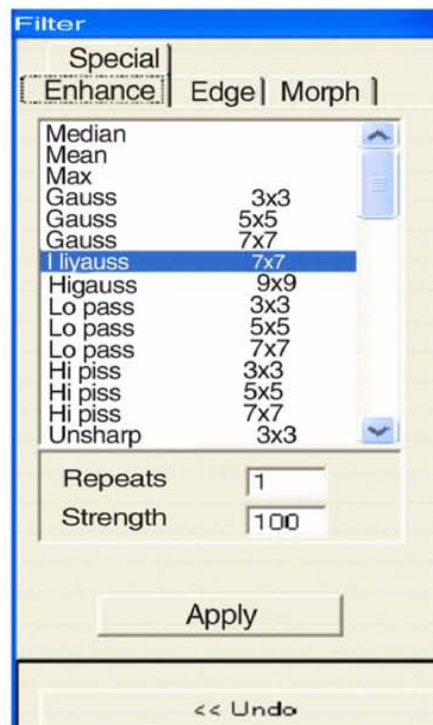 Filter
Special
Enhance Edge Morph
Median
Mean
Max
Gauss 3x3
Gauss 5x5
Gauss 7x7
Hiyauss 7x7
Higauss 9x9
Lo pass 3x3
Lo pass 5x5
Lo pass 7x7
Hi piss 3x3
Hi piss 5x5
Hi piss 7x7
Unsharp 3x3
Repeats 1
Strength 100
Apply
<< Undo